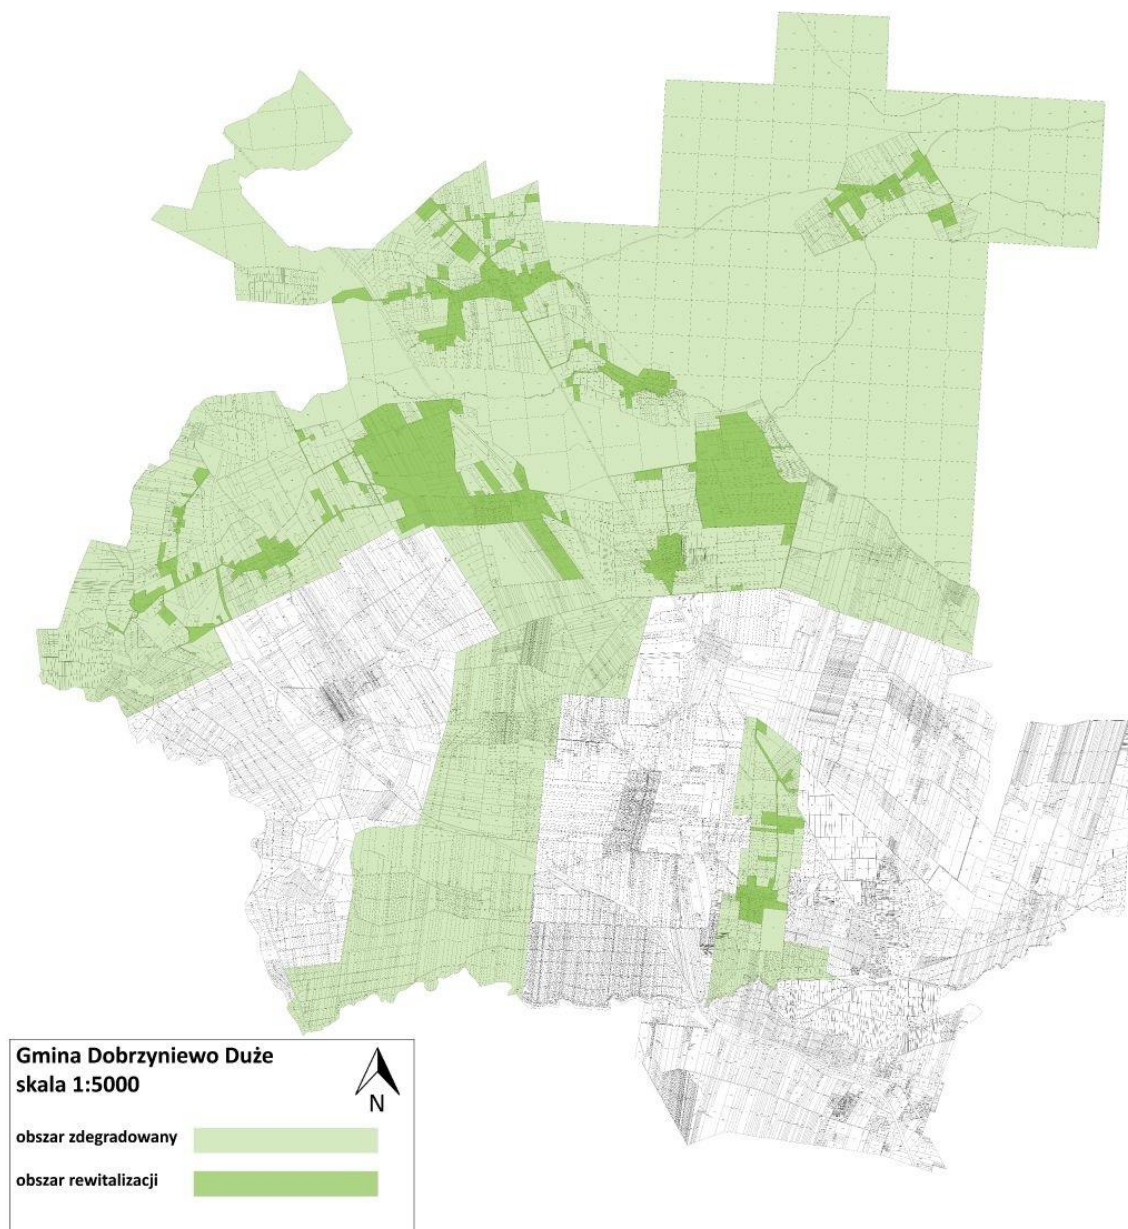 Gmina Dobrzyniewo Duże
skala 1:5000
N
obszar zdegradowany
obszar rewitalizacji